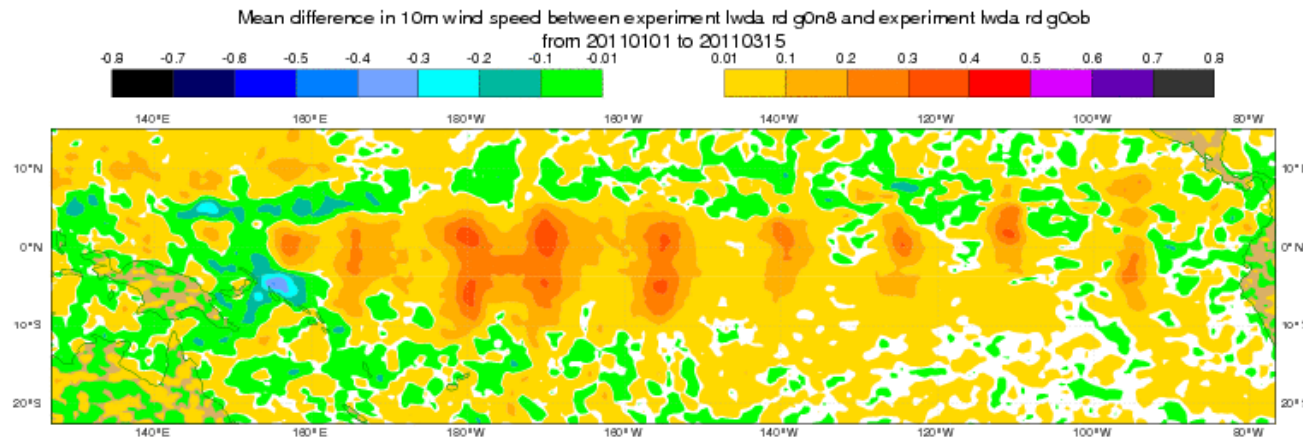 Mean difference in 10m wind speed between experiment lwda rd g0n8 and experiment lwda rd g0ob
from 20110101 to 20110315
-0.8 -0.7 -0.6 -0.5 -0.4 -0.3 -0.2 -0.1 -0.01 0.01 0.1 0.2 0.3 0.4 0.5 0.6 0.7 0.8
140°E 160°E 180°W 160°W 140°W 120°W 100°W 80°W
10°N 10°
0°N 0°N
10°S 10°
20°S 20°
140°E 160°E 180°W 160°W 140°W 120°W 100°W 80°W